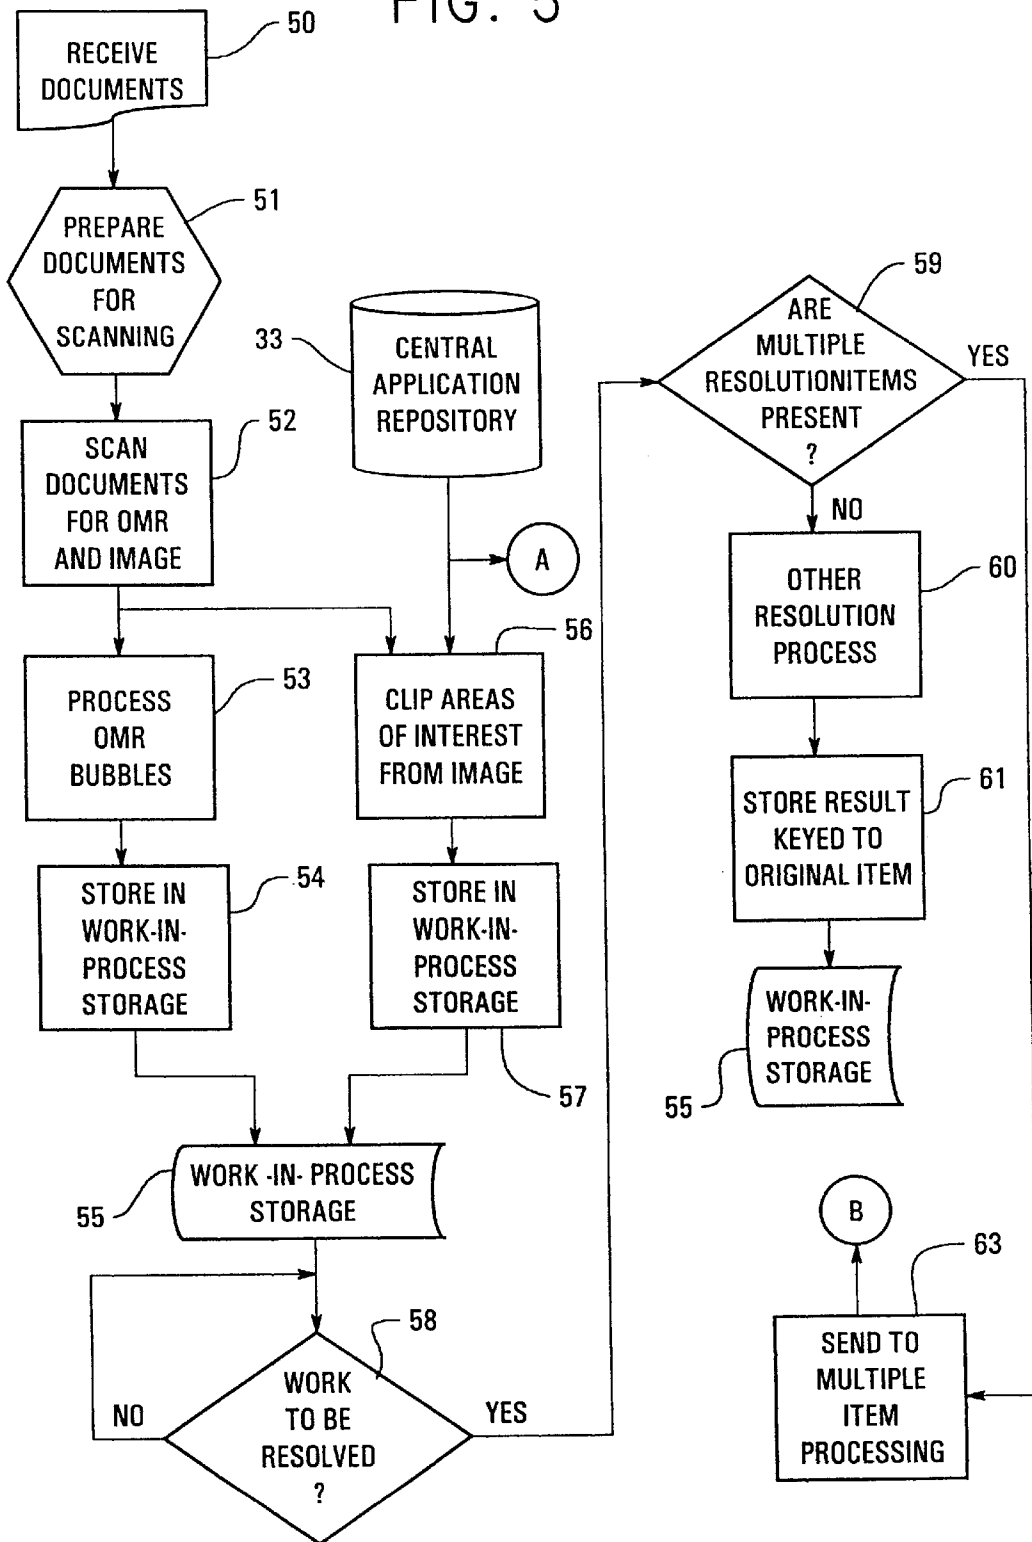 FIG. 5
50
RECEIVE
DOCUMENTS
51
PREPARE
DOCUMENTS
FOR
SCANNING
52
SCAN
DOCUMENTS
FOR OMR
AND IMAGE
33
CENTRAL
APPLICATION
REPOSITORY
A
53
PROCESS
OMR
BUBBLES
56
CLIP AREAS
OF INTEREST
FROM IMAGE
54
STORE IN
WORK-IN-
PROCESS
STORAGE
STORE IN
WORK-IN-
PROCESS
STORAGE
57
WORK -IN- PROCESS
STORAGE
55
58
WORK
TO BE
RESOLVED
?
NO
YES
59
ARE
MULTIPLE
RESOLUTIONITEMS
PRESENT
?
YES
NO
60
OTHER
RESOLUTION
PROCESS
61
STORE RESULT
KEYED TO
ORIGINAL ITEM
WORK-IN-
PROCESS
STORAGE
55
B
63
SEND TO
MULTIPLE
ITEM
PROCESSING